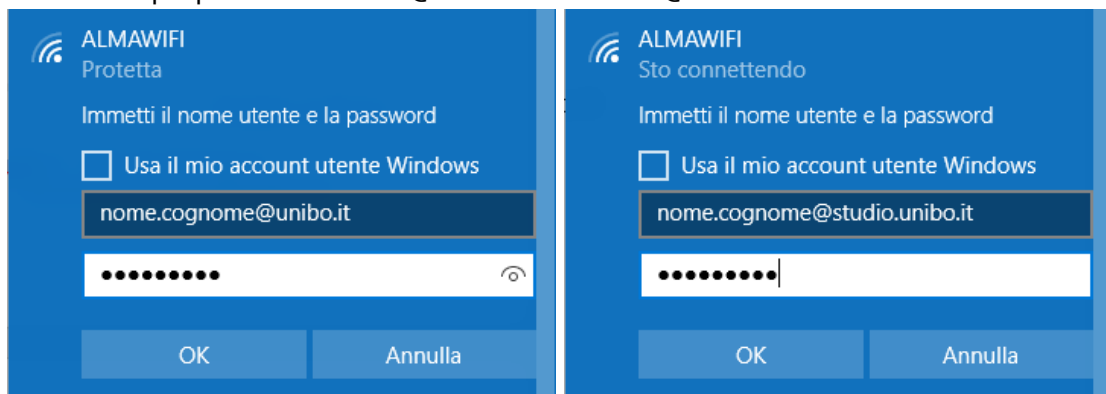 ALMAWIFI
Protetta
Immetti il nome utente e la password
Usa il mio account utente Windows
nome.cognome@unibo.it
●●●●●●●●●
OK Annulla
ALMAWIFI
Sto connettendo
Immetti il nome utente e la password
Usa il mio account utente Windows
nome.cognome@studio.unibo.it
●●●●●●●●●
OK Annulla